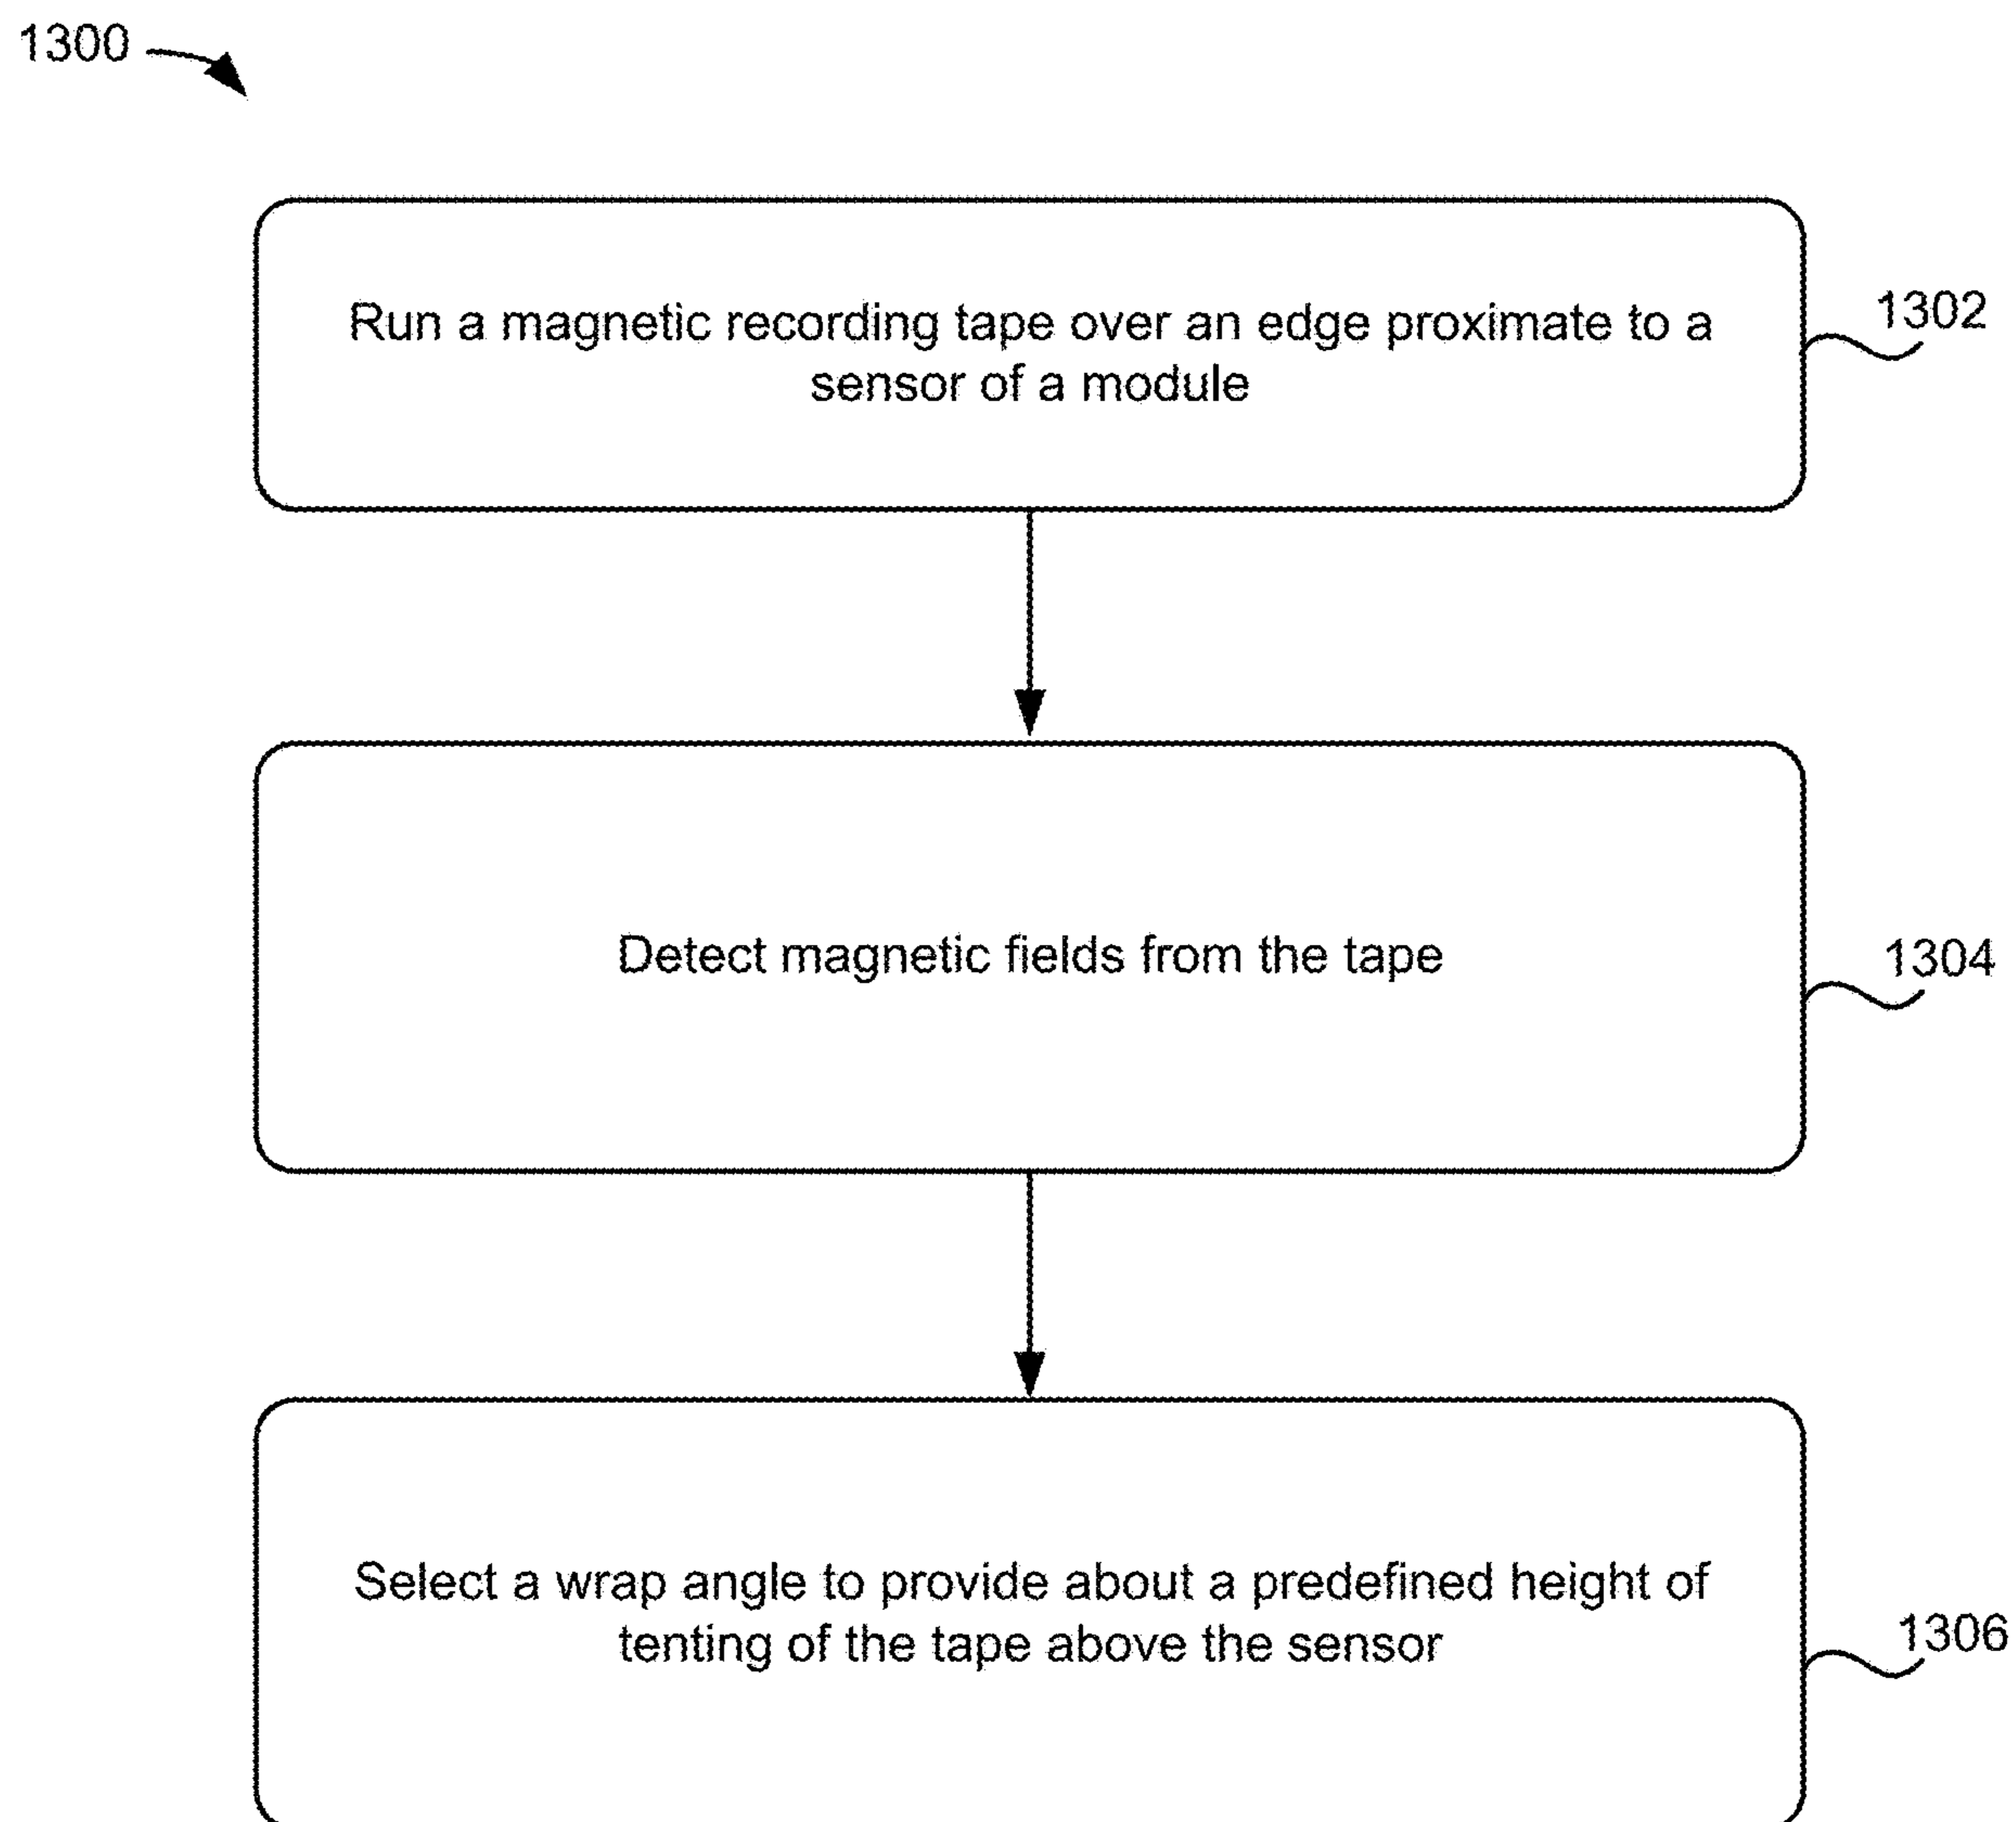 1300
Run a magnetic recording tape over an edge proximate to a
sensor of a module
1302
Detect magnetic fields from the tape
1304
Select a wrap angle to provide about a predefined height of
tenting of the tape above the sensor
1306